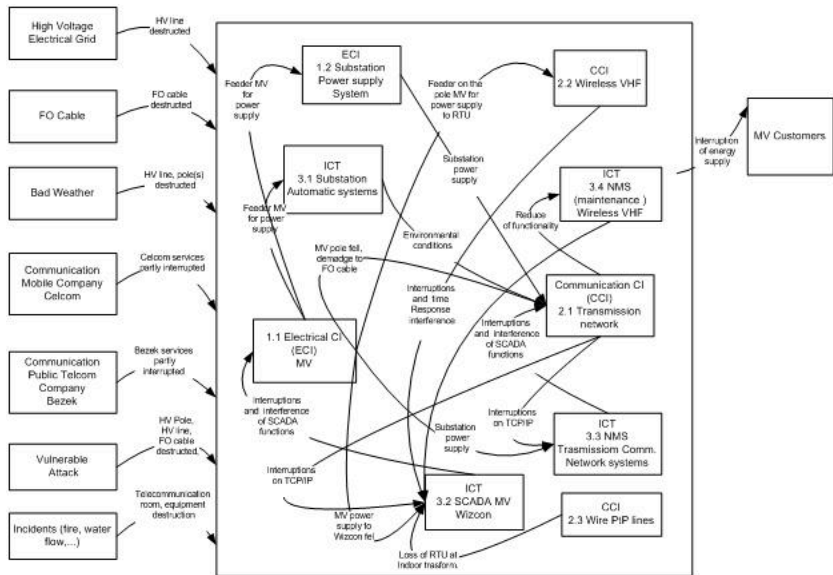 High Voltage
Electrical Grid
HV line
destructed
FO Cable
FO cable
destructed
Bad Weather
HV line, pole(s)
destructed
Communication
Mobile Company
Celcom
Celcom services
partly interrupted
Communication
Public Telcom
Company
Bezek
Bezek services
partly
interrupted
Vulnerable
Attack
HV Pole,
HV line,
FO cable
destructed,
Incidents (fire, water
flow,...)
Telecommunication
room, equipment
destruction
Feeder MV
for
power
supply
ECI
1.2 Substation
Power supply
System
Feeder on the
pole MV for
power supply
to RTU
CCI
2.2 Wireless VHF
ICT
3.1 Substation
Automatic systems
Feeder MV
for power
supply
Substation
power
supply
ICT
3.4 NMS
(maintenance )
Wireless VHF
Reduce
of functionality
Environmental
conditions
MV pole fell,
demadge to
FO cable
Interruptions
and time
Response
interference.
Communication CI
(CCI)
2.1 Transmission
network
Interruptions
and interference
of SCADA
functions
1.1 Electrical CI
(ECI)
MV
Interruptions
and interference
of SCADA
functions
Interruptions
on TCP/IP
Substation
power
supply
Interruptions
on TCP/IP
ICT
3.3 NMS
Trasmissiom Comm.
Network systems
ICT
3.2 SCADA MV
Wizcon
MV power
supply to
Wizcon fel
CCI
2.3 Wire PtP lines
Loss of RTU at
Indoor trasform.
Interruption
of energy
supply
MV Customers